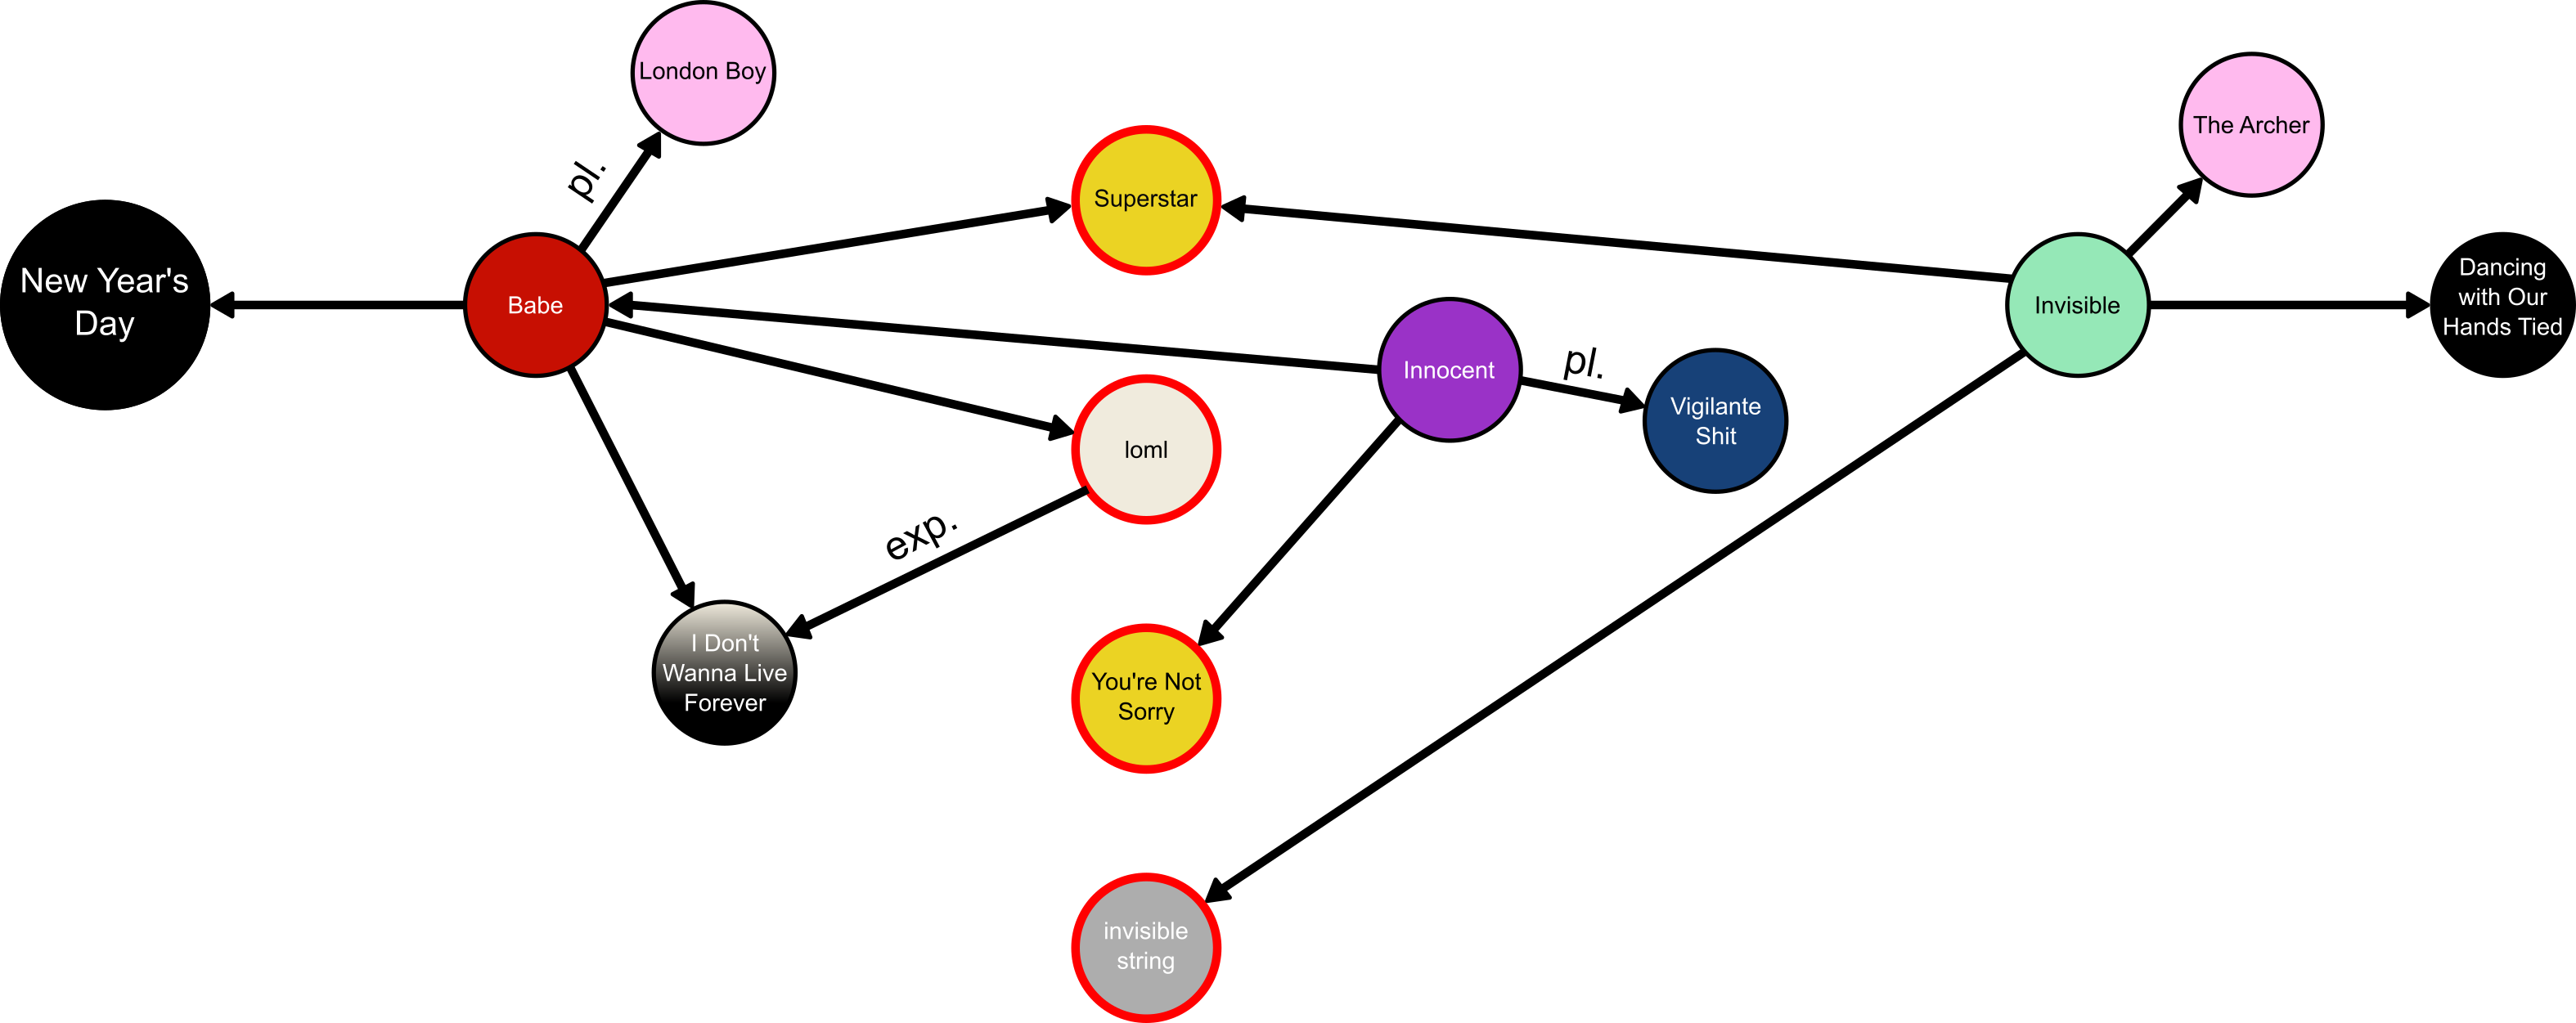 London Boy
The Archer
pl.
Superstar
New Year's
Day
Babe
Invisible
Dancing
with Our
Hands Tied
Innocent
pl.
Vigilante
Shit
loml
exp.
I Don't
Wanna Live
Forever
You're Not
Sorry
invisible
string